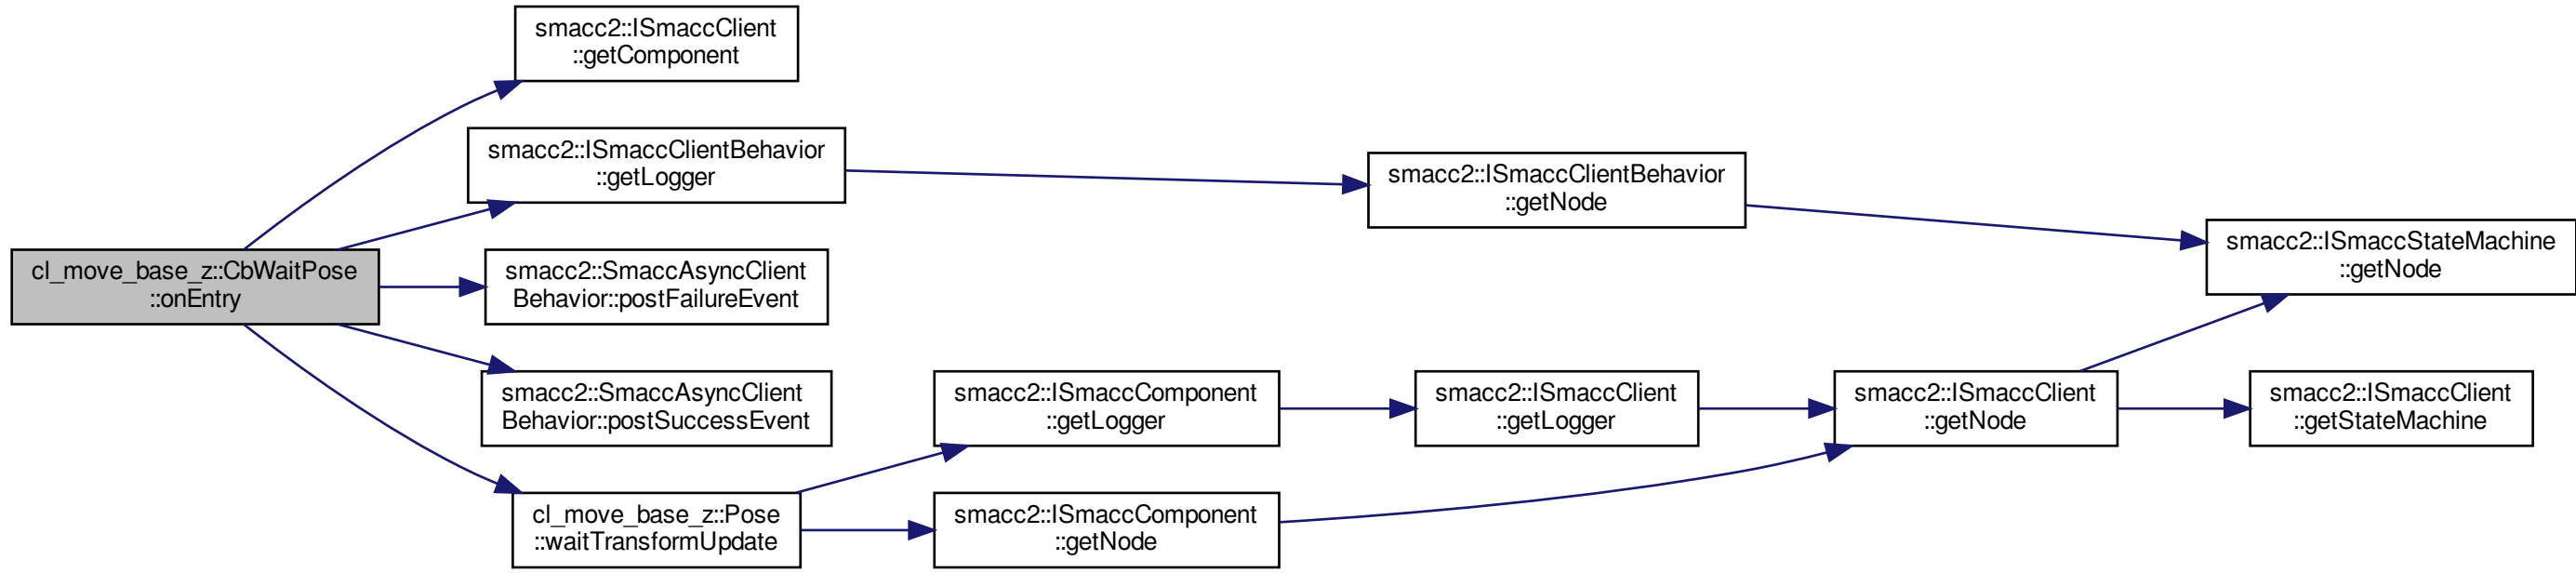 smacc2::ISmaccClient
::getComponent
smacc2::ISmaccClientBehavior
::getLogger
smacc2::ISmaccClientBehavior
::getNode
smacc2::ISmaccStateMachine
::getNode
cl_move_base_z::CbWaitPose
::onEntry
smacc2::SmaccAsyncClient
Behavior::postFailureEvent
smacc2::SmaccAsyncClient
Behavior::postSuccessEvent
smacc2::ISmaccComponent
::getLogger
smacc2::ISmaccClient
::getLogger
smacc2::ISmaccClient
::getNode
smacc2::ISmaccClient
::getStateMachine
cl_move_base_z::Pose
::waitTransformUpdate
smacc2::ISmaccComponent
::getNode